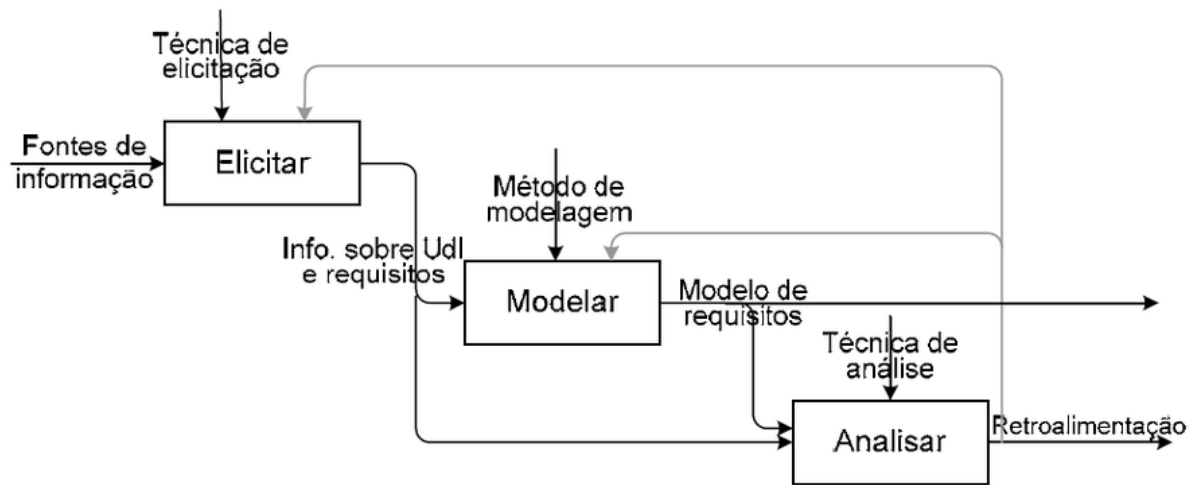 Técnica de
elicitação
Fontes de
informação
Elicitar
Método de
modelagem
Info. sobre UdI
e requisitos
Modelar
Modelo de
requisitos
Técnica de
análise
Analisar
Retroalimentação